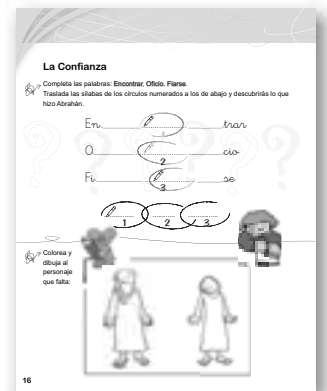 La Confianza
Completa las palabras: Encontrar, Oficio, Fiarse.
Traslada las sílabas de los círculos numerados a los de abajo y descubrirás lo que
hizo Abrahán.
En trar
1
O cio
2
Fi se
3
1 2 3
Colorea y
dibuja al
personaje
que falta:
16